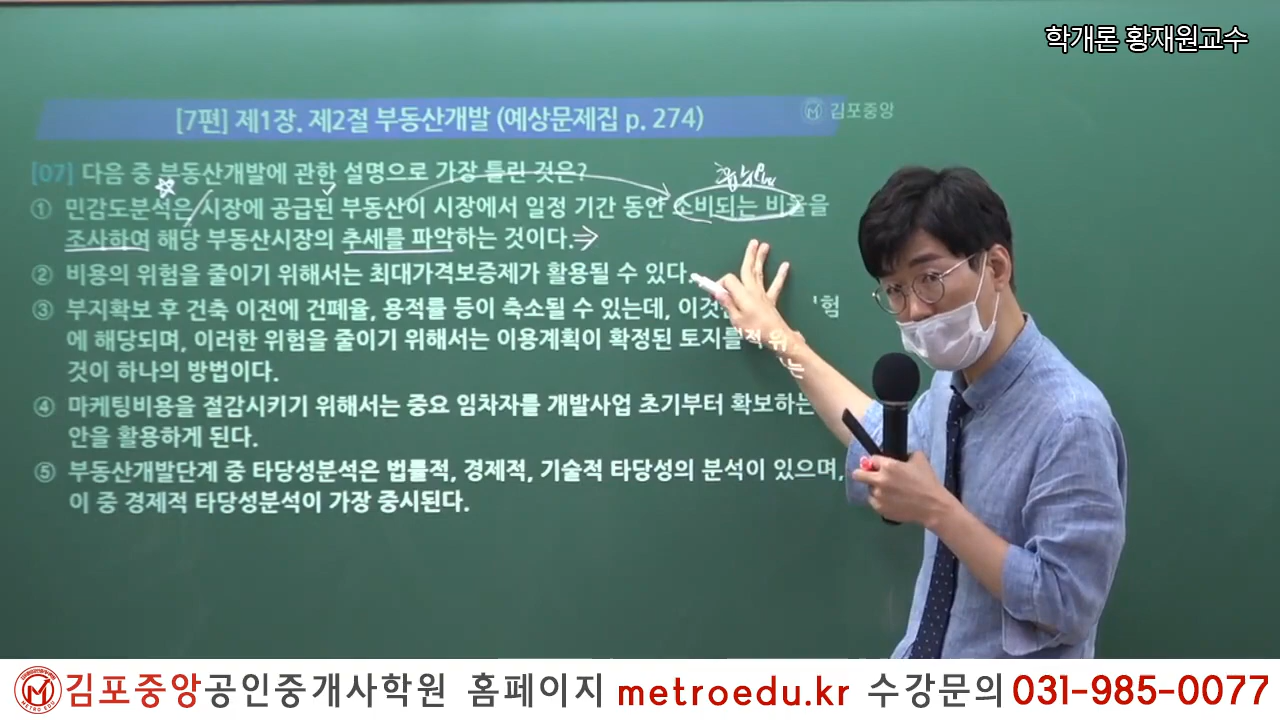 학개론 황재원교수
[7편] 제1장. 제2절 부동산개발 (예상문제집 p. 274)
김포중앙
[07] 다음 중 부동산개발에 관한 설명으로 가장 틀린 것은?
① 민감도분석은 시장에 공급된 부동산이 시장에서 일정 기간 동안 소비되는 비율을
조사하여 해당 부동산시장의 추세를 파악하는 것이다.
② 비용의 위험을 줄이기 위해서는 최대가격보증제가 활용될 수 있다.
③ 부지확보 후 건축 이전에 건폐율, 용적률 등이 축소될 수 있는데, 이것은 험
에 해당되며, 이러한 위험을 줄이기 위해서는 이용계획이 확정된 토지를
것이 하나의 방법이다.
④ 마케팅비용을 절감시키기 위해서는 중요 임차자를 개발사업 초기부터 확보하는
안을 활용하게 된다.
⑤ 부동산개발단계 중 타당성분석은 법률적, 경제적, 기술적 타당성의 분석이 있으며,
이 중 경제적 타당성분석이 가장 중시된다.
김포중앙공인중개사학원 홈페이지 metroedu.kr 수강문의 031-985-0077